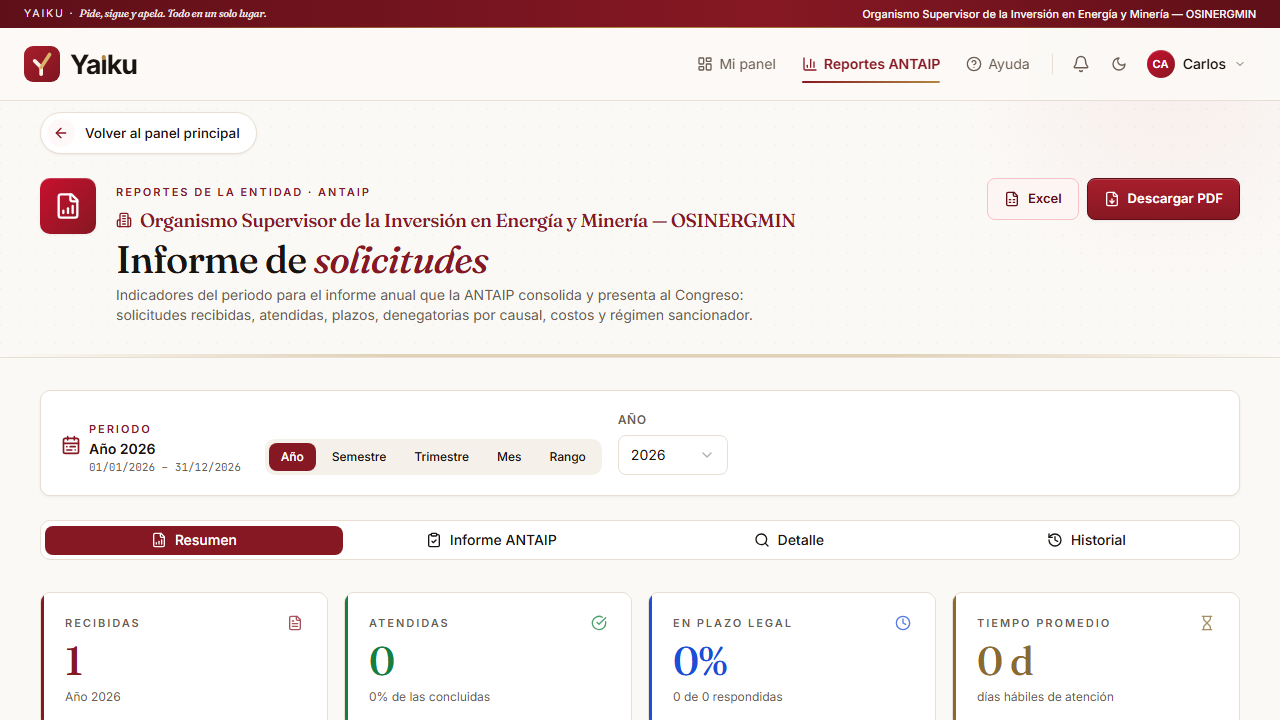 YAIKU · Pide, sigue y apela. Todo en un solo lugar.
Organismo Supervisor de la Inversión en Energía y Minería — OSINERGMIN
Yaiku
Mi panel
Reportes ANTAIP
Ayuda
CA
Carlos
Volver al panel principal
REPORTES DE LA ENTIDAD · ANTAIP
Organismo Supervisor de la Inversión en Energía y Minería — OSINERGMIN
Informe de solicitudes
Indicadores del periodo para el informe anual que la ANTAIP consolida y presenta al Congreso:
solicitudes recibidas, atendidas, plazos, denegatorias por causal, costos y régimen sancionador.
Excel
Descargar PDF
PERIODO
Año 2026
01/01/2026 – 31/12/2026
Año
Semestre
Trimestre
Mes
Rango
AÑO
2026
Resumen
Informe ANTAIP
Detalle
Historial
RECIBIDAS
1
Año 2026
ATENDIDAS
0
0% de las concluidas
EN PLAZO LEGAL
0%
0 de 0 respondidas
TIEMPO PROMEDIO
0 d
días hábiles de atención